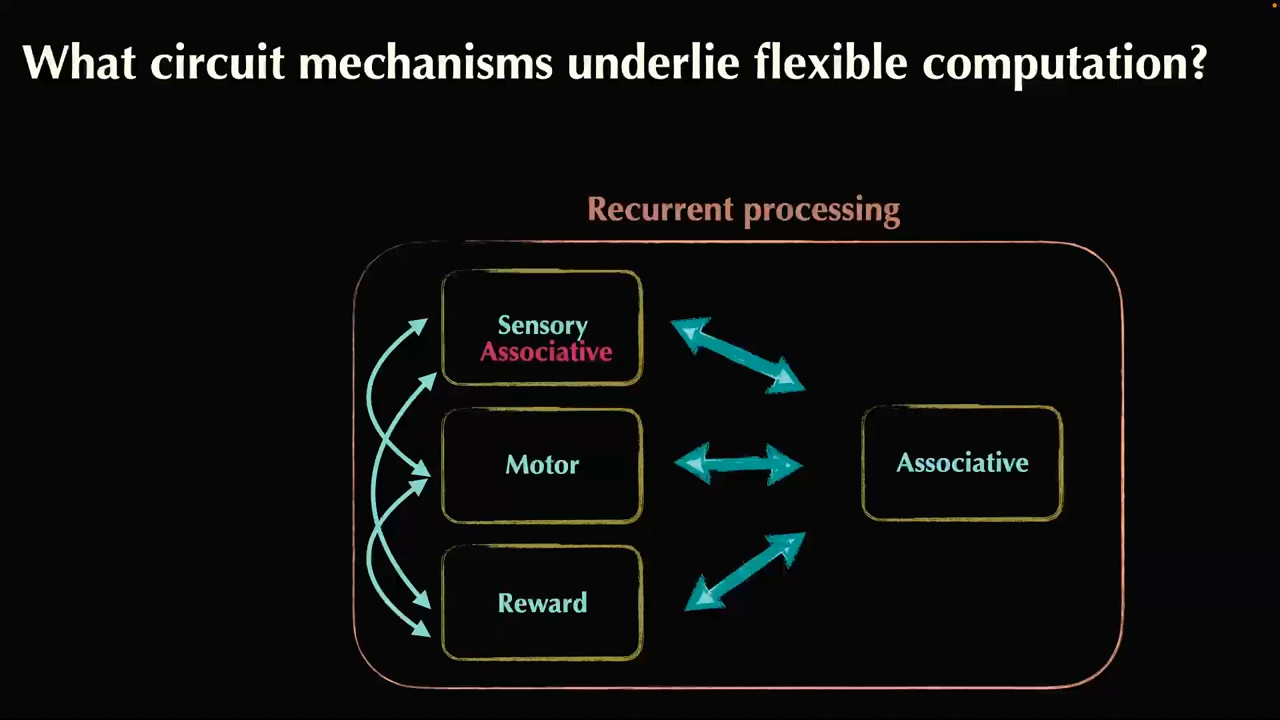 What circuit mechanisms underlie flexible computation?
Recurrent processing
Sensory
Associative
Motor
Associative
Reward